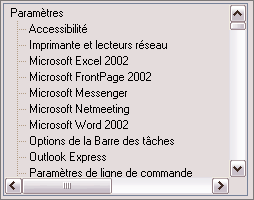 Paramètres
Accessibilité
Imprimante et lecteurs réseau
Microsoft Excel 2002
Microsoft FrontPage 2002
Microsoft Messenger
Microsoft Netmeeting
Microsoft Word 2002
Options de la Barre des tâches
Outlook Express
Paramètres de ligne de commande